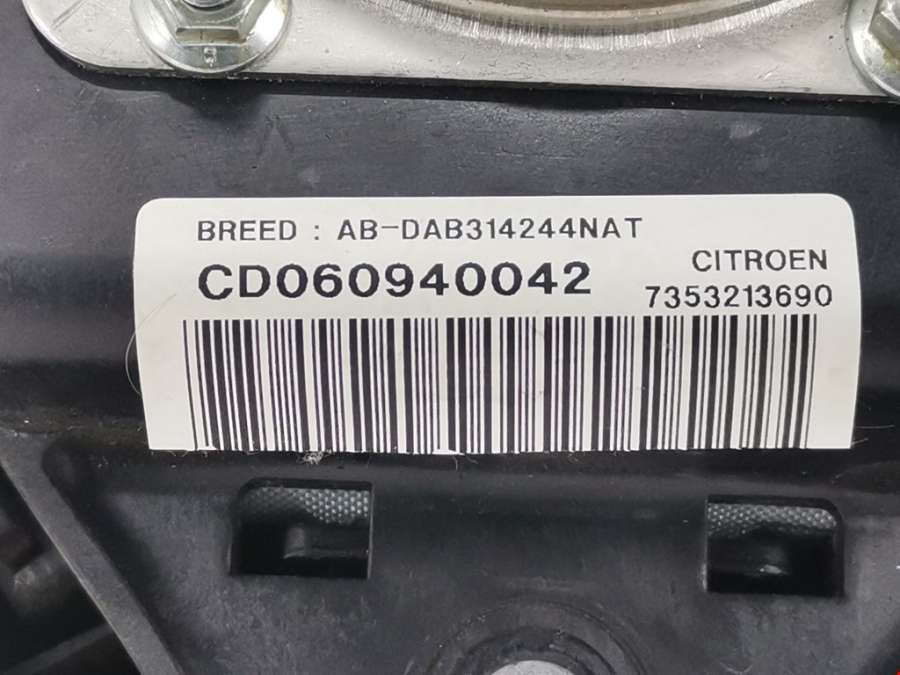 BREED : AB-DAB314244NAT
CITROEN
CD060940042
7353213690